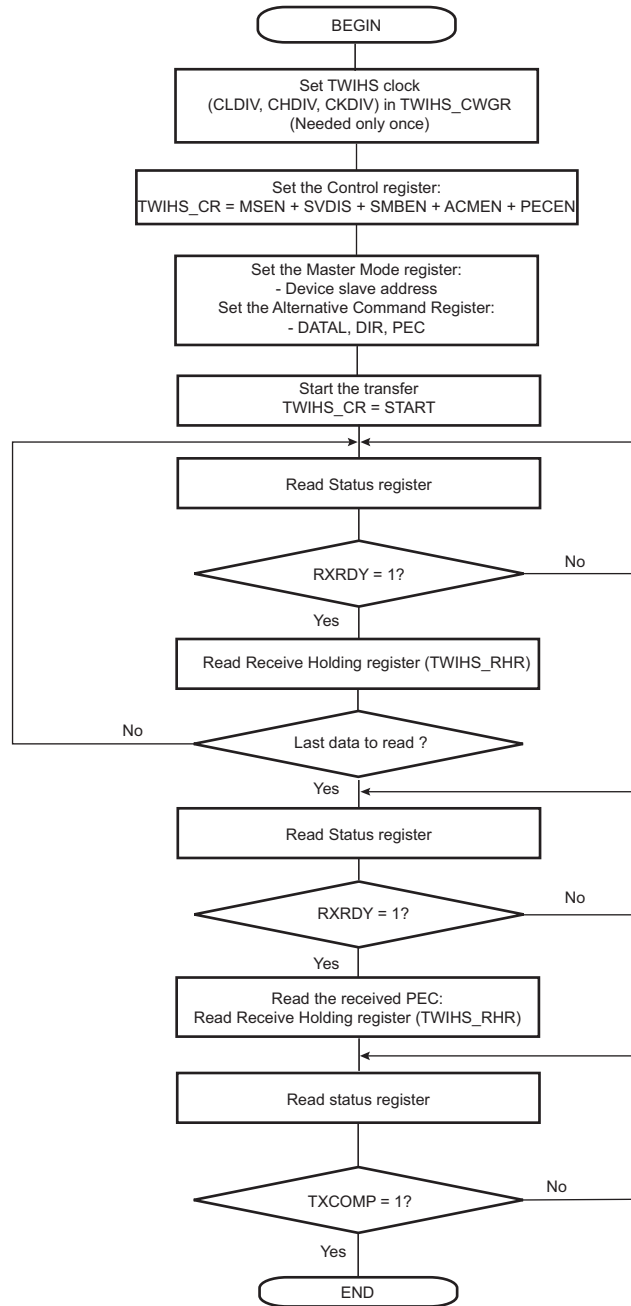 BEGIN
Set TWIHS clock
(CLDIV, CHDIV, CKDIV) in TWIHS_CWGR
(Needed only once)
Set the Control register:
TWIHS_CR = MSEN + SVDIS + SMBEN + ACMEN + PECEN
Set the Master Mode register:
- Device slave address
Set the Alternative Command Register:
- DATAL, DIR, PEC
Start the transfer
TWIHS_CR = START
Read Status register
RXRDY = 1?
No
Yes
Read Receive Holding register (TWIHS_RHR)
No
Last data to read ?
Yes
Read Status register
RXRDY = 1?
No
Yes
Read the received PEC:
Read Receive Holding register (TWIHS_RHR)
Read status register
TXCOMP = 1?
No
Yes
END